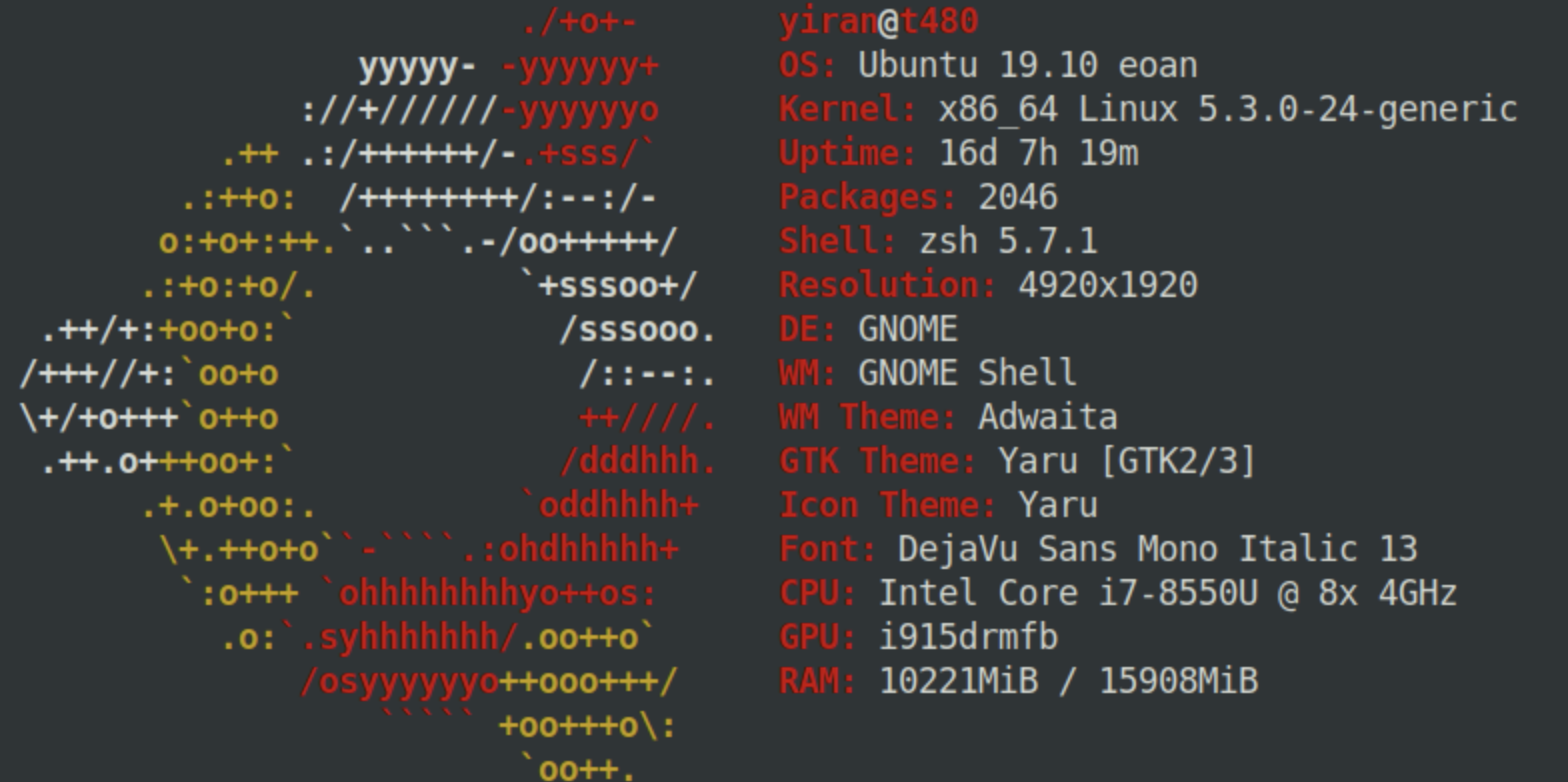 ./+o+- yiran@t480
yyyyy- -yyyyyy+ OS: Ubuntu 19.10 eoan
://+//////-yyyyyyo Kernel: x86_64 Linux 5.3.0-24-generic
.++ .:/++++++/-.+sss/` Uptime: 16d 7h 19m
.:++o: /++++++++/:--:/- Packages: 2046
o:+o+:++.`..```.-/oo+++++/ Shell: zsh 5.7.1
.:+o:+o/. `+sssoo+/ Resolution: 4920x1920
.++/+:+oo+o:` /sssooo. DE: GNOME
/+++//+:`oo+o /::--:. WM: GNOME Shell
\+/+o+++`o++o ++////. WM Theme: Adwaita
.++.o+++oo+:` /dddhhh. GTK Theme: Yaru [GTK2/3]
.+.o+oo:. `oddhhhh+ Icon Theme: Yaru
\+.++o+o``-````.:ohdhhhhh+ Font: DejaVu Sans Mono Italic 13
`:o+++ `ohhhhhhhhyo++os: CPU: Intel Core i7-8550U @ 8x 4GHz
.o:`.syhhhhhhh/.oo++o` GPU: i915drmfb
/osyyyyyyo++ooo+++/ RAM: 10221MiB / 15908MiB
````` +oo+++o\:
`oo++.